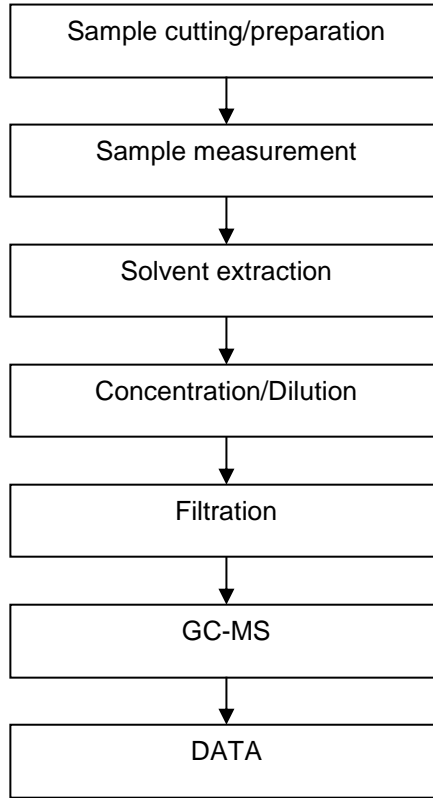 Sample cutting/preparation
Sample measurement
Solvent extraction
Concentration/Dilution
Filtration
GC-MS
DATA